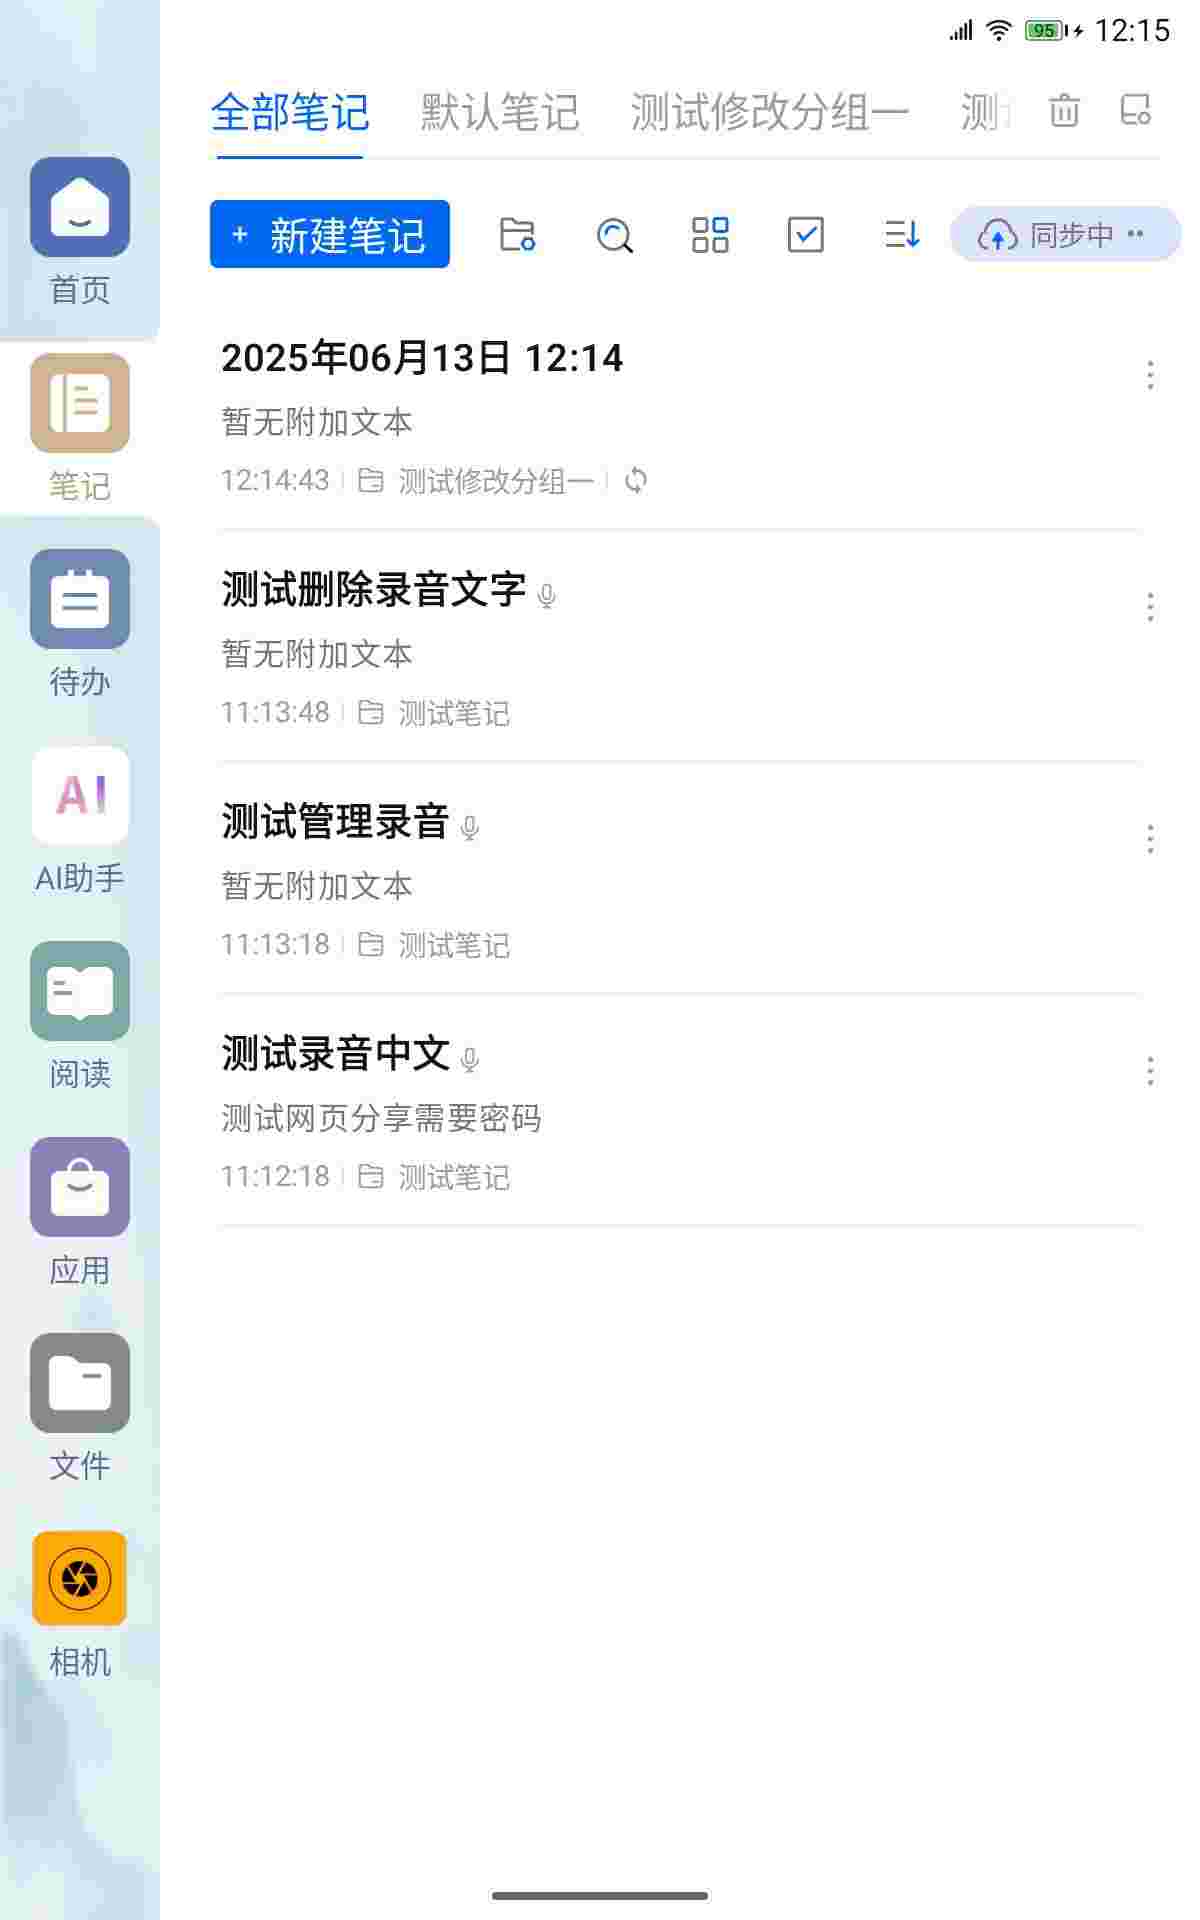 95 12:15
全部笔记 默认笔记 测试修改分组一 测
+ 新建笔记 同步中
首页
笔记
待办
AI
AI助手
阅读
应用
文件
相机
2025年06月13日 12:14
暂无附加文本
12:14:43 测试修改分组一
测试删除录音文字
暂无附加文本
11:13:48 测试笔记
测试管理录音
暂无附加文本
11:13:18 测试笔记
测试录音中文
测试网页分享需要密码
11:12:18 测试笔记